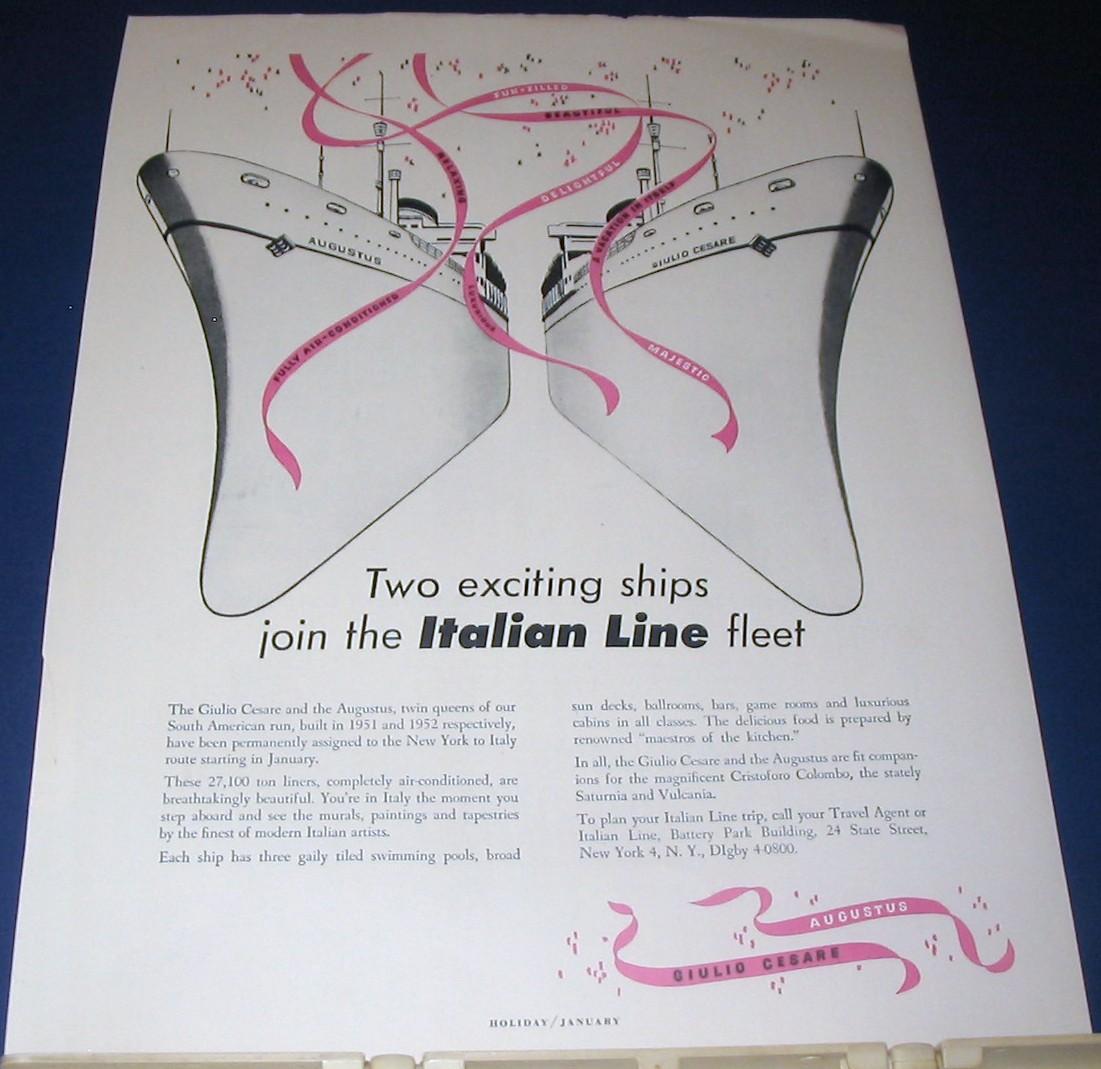 FUN-FILLED
BEAUTIFUL
RELAXING
DELIGHTFUL
A VACATION IN ITSELF
AUGUSTUS
GIULIO CESARE
FULLY AIR-CONDITIONED
LUXURIOUS
MAJESTIC
Two exciting ships
join the Italian Line fleet
The Giulio Cesare and the Augustus, twin queens of our
South American run, built in 1951 and 1952 respectively,
have been permanently assigned to the New York to Italy
route starting in January.
These 27,100 ton liners, completely air-conditioned, are
breathtakingly beautiful. You're in Italy the moment you
step aboard and see the murals, paintings and tapestries
by the finest of modern Italian artists.
Each ship has three gaily tiled swimming pools, broad
sun decks, ballrooms, bars, game rooms and luxurious
cabins in all classes. The delicious food is prepared by
renowned "maestros of the kitchen."
In all, the Giulio Cesare and the Augustus are fit compan-
ions for the magnificent Cristoforo Colombo, the stately
Saturnia and Vulcania.
To plan your Italian Line trip, call your Travel Agent or
Italian Line, Battery Park Building, 24 State Street,
New York 4, N. Y., DIgby 4-0800.
AUGUSTUS
GIULIO CESARE
HOLIDAY/JANUARY